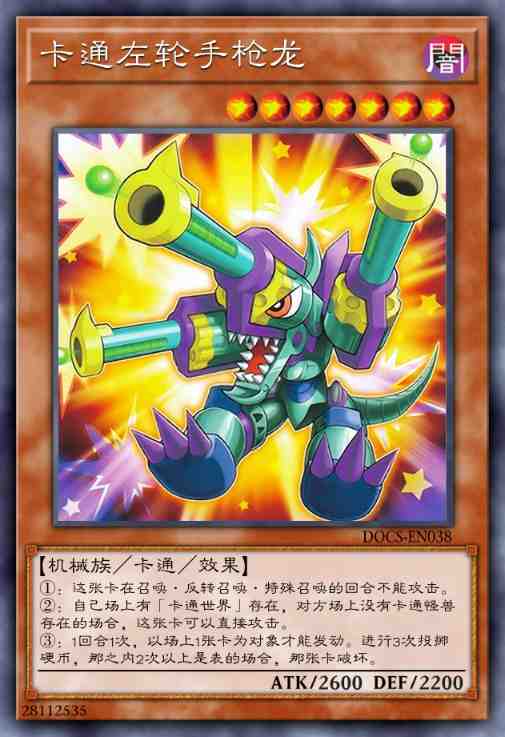 卡通左轮手枪龙
闇
DOCS-EN038
【机械族／卡通／效果】
①：这张卡在召唤·反转召唤·特殊召唤的回合不能攻击。
②：自己场上有「卡通世界」存在，对方场上没有卡通怪兽
存在的场合，这张卡可以直接攻击。
③：1回合1次，以场上1张卡为对象才能发动。进行3次投掷
硬币，那之内2次以上是表的场合，那张卡破坏。
ATK/2600 DEF/2200
28112535